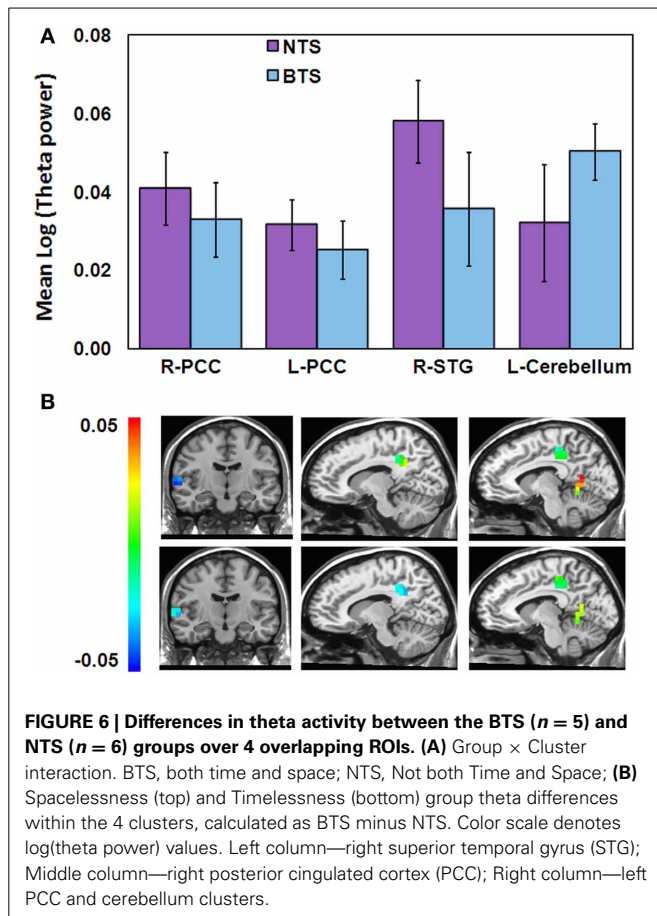 A
0.08
0.06
0.04
0.02
0.00
Mean Log (Theta power)
NTS
BTS
R-PCC L-PCC R-STG L-Cerebellum
B
0.05
-0.05
FIGURE 6 | Differences in theta activity between the BTS (n = 5) and
NTS (n = 6) groups over 4 overlapping ROIs. (A) Group × Cluster
interaction. BTS, both time and space; NTS, Not both Time and Space; (B)
Spacelessness (top) and Timelessness (bottom) group theta differences
within the 4 clusters, calculated as BTS minus NTS. Color scale denotes
log(theta power) values. Left column—right superior temporal gyrus (STG);
Middle column—right posterior cingulated cortex (PCC); Right column—left
PCC and cerebellum clusters.